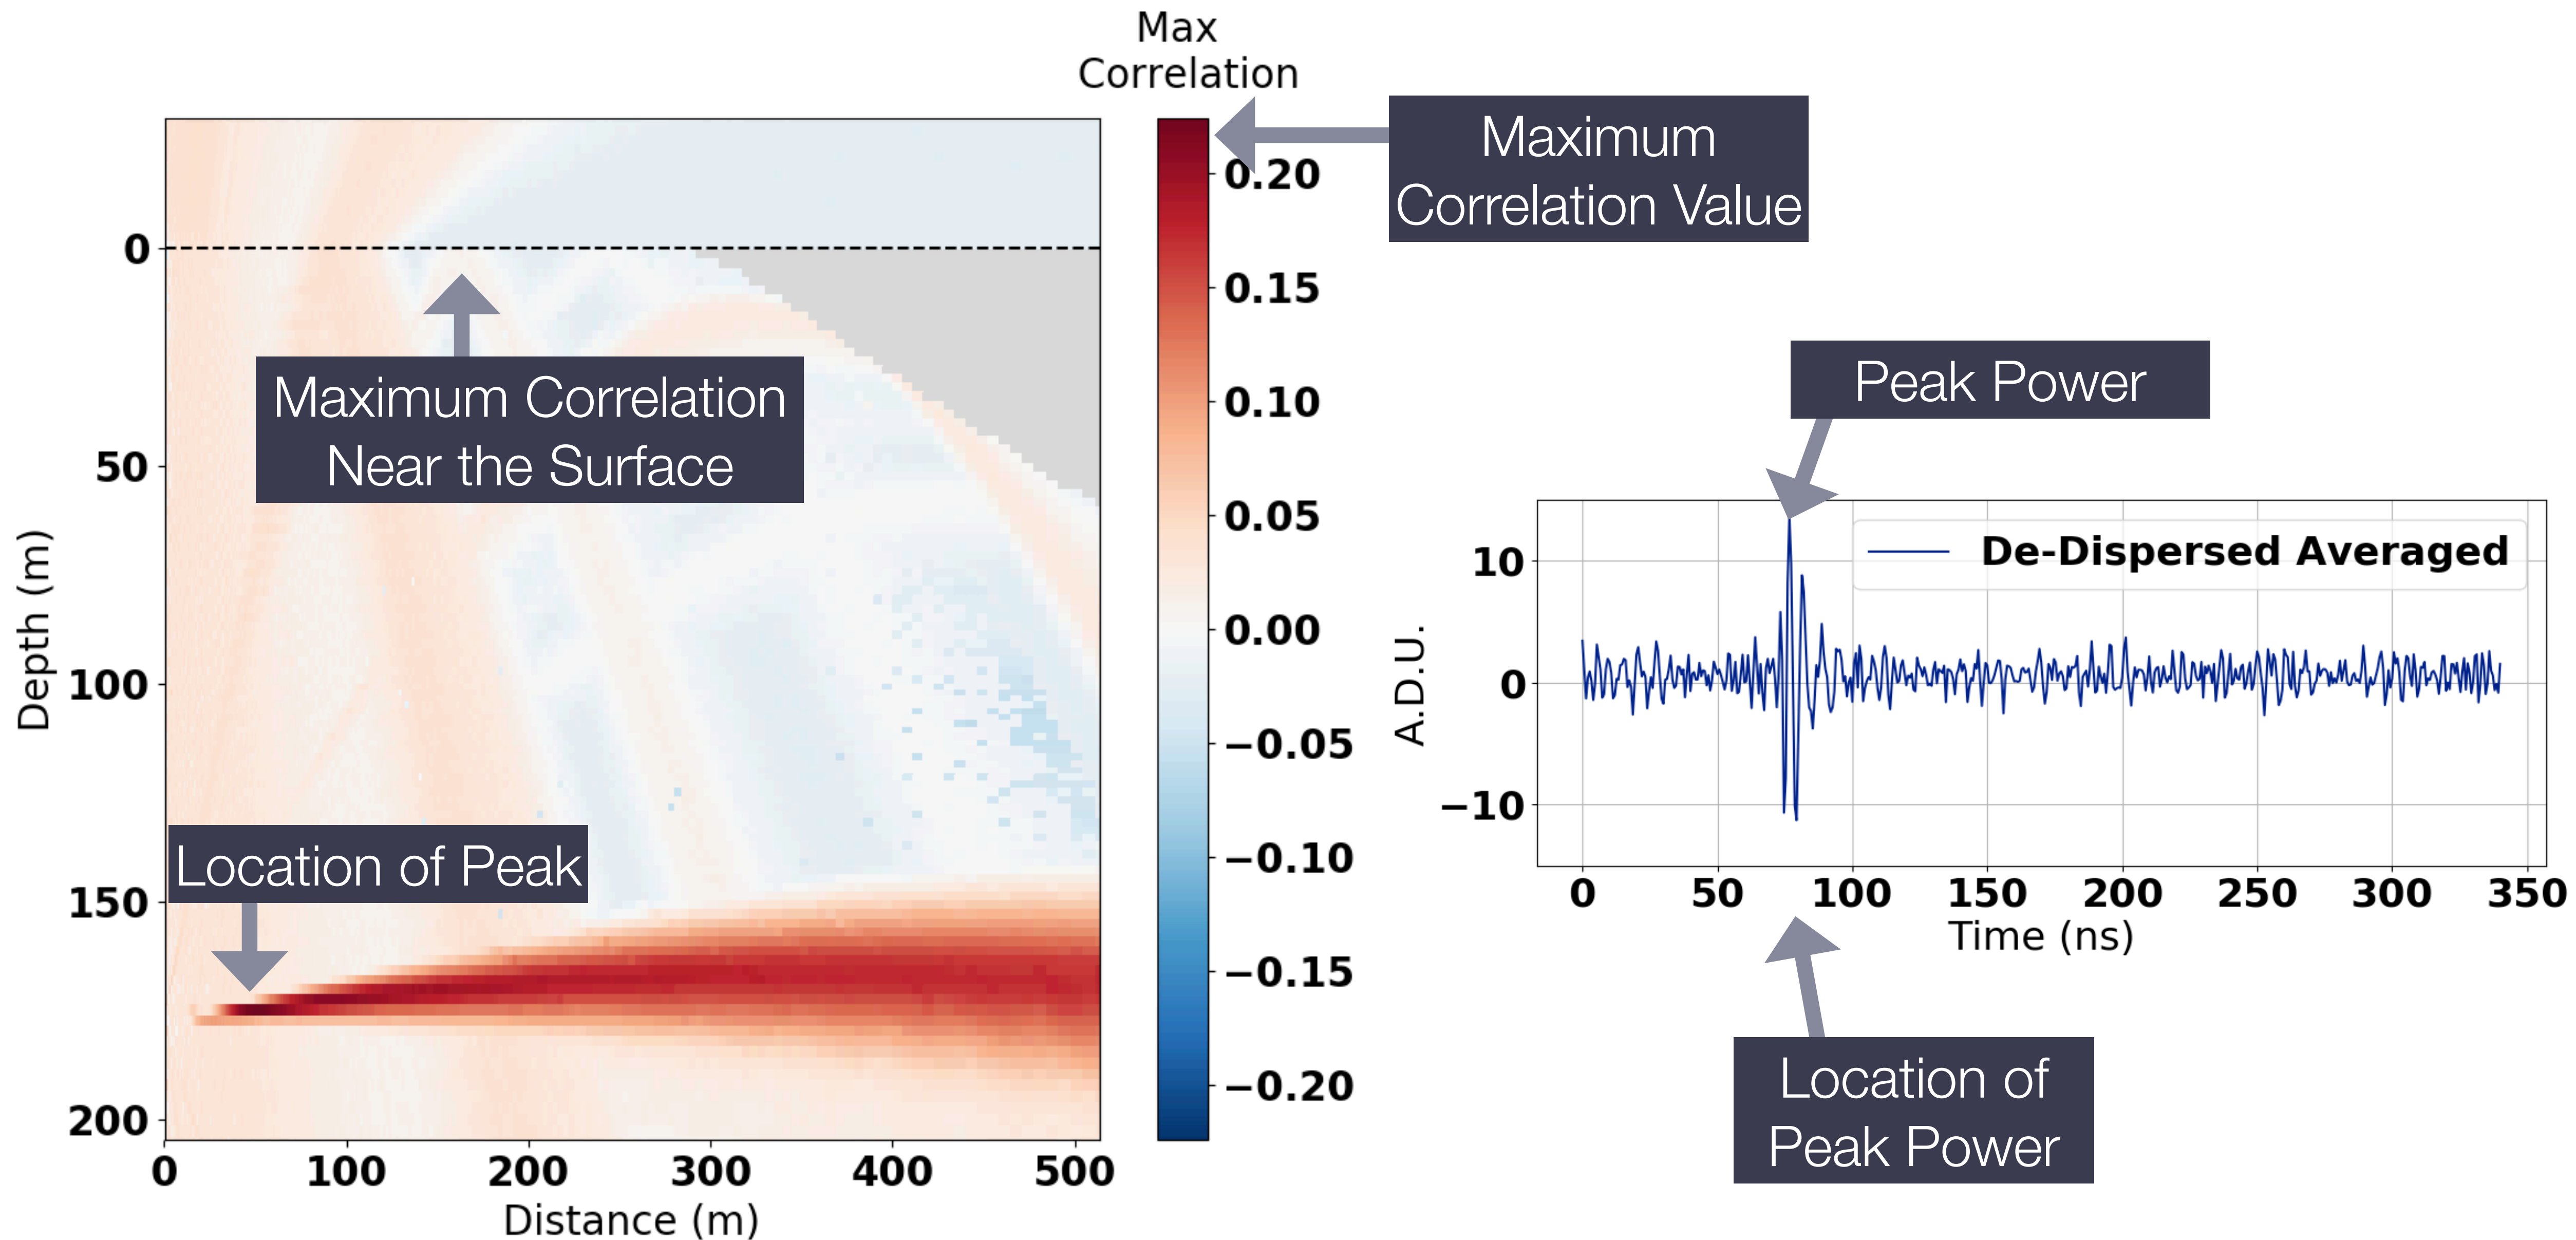 Max
Correlation
Maximum
Correlation Value
0.20
0.15
0.10
0.05
0.00
−0.05
−0.10
−0.15
−0.20
0
50
100
150
200
Depth (m)
Maximum Correlation
Near the Surface
Location of Peak
0
100
200
300
400
500
Distance (m)
Peak Power
De-Dispersed Averaged
10
0
−10
A.D.U.
0
50
100
150
200
250
300
350
Time (ns)
Location of
Peak Power